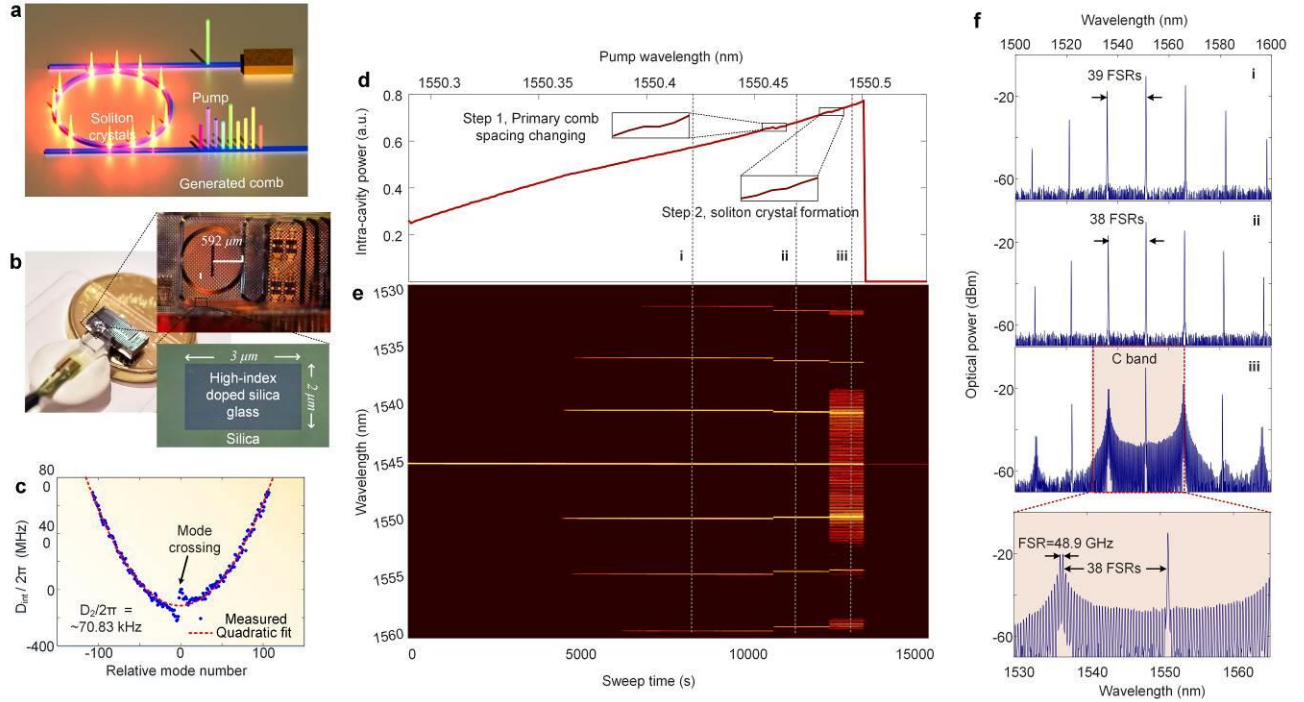 a
Pump
Soliton
crystals
Generated comb
b
592 μm
3 μm
High-index
doped silica
glass
2 μm
Silica
c
80
0
40
0
0
-400
D_int / 2π (MHz)
Mode
crossing
D₂/2π =
~70.83 kHz
Measured
Quadratic fit
-100
0
100
Relative mode number
d
Pump wavelength (nm)
1550.3
1550.35
1550.4
1550.45
1550.5
0.8
0.6
0.4
0.2
Intra-cavity power (a.u.)
Step 1, Primary comb
spacing changing
Step 2, soliton crystal formation
i
ii
iii
e
1530
1535
1540
1545
1550
1555
1560
Wavelength (nm)
0
5000
10000
15000
Sweep time (s)
f
Wavelength (nm)
1500
1520
1540
1560
1580
1600
i
39 FSRs
-20
-60
ii
38 FSRs
-20
-60
iii
C band
-20
-60
Optical power (dBm)
FSR=48.9 GHz
38 FSRs
-20
-60
1530
1540
1550
1560
Wavelength (nm)